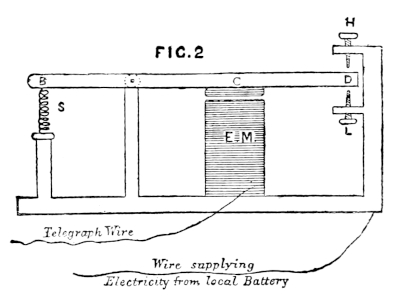 H
FIG. 2
B
C
D
S
E M.
L
Telegraph Wire
Wire supplying
Electricity from local Battery